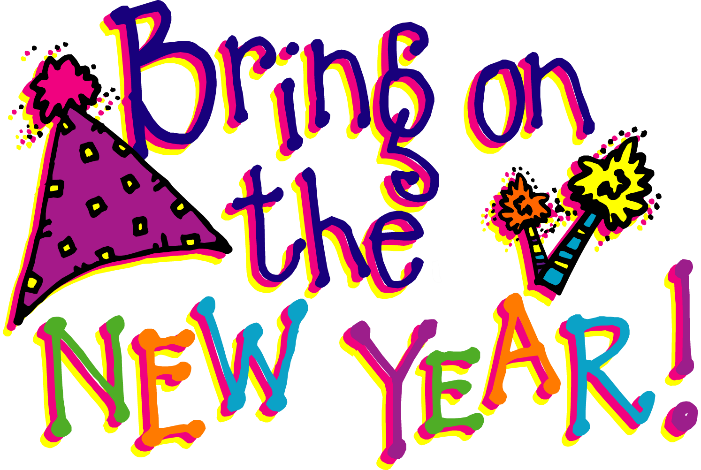 Bring on
the
NEW YEAR!